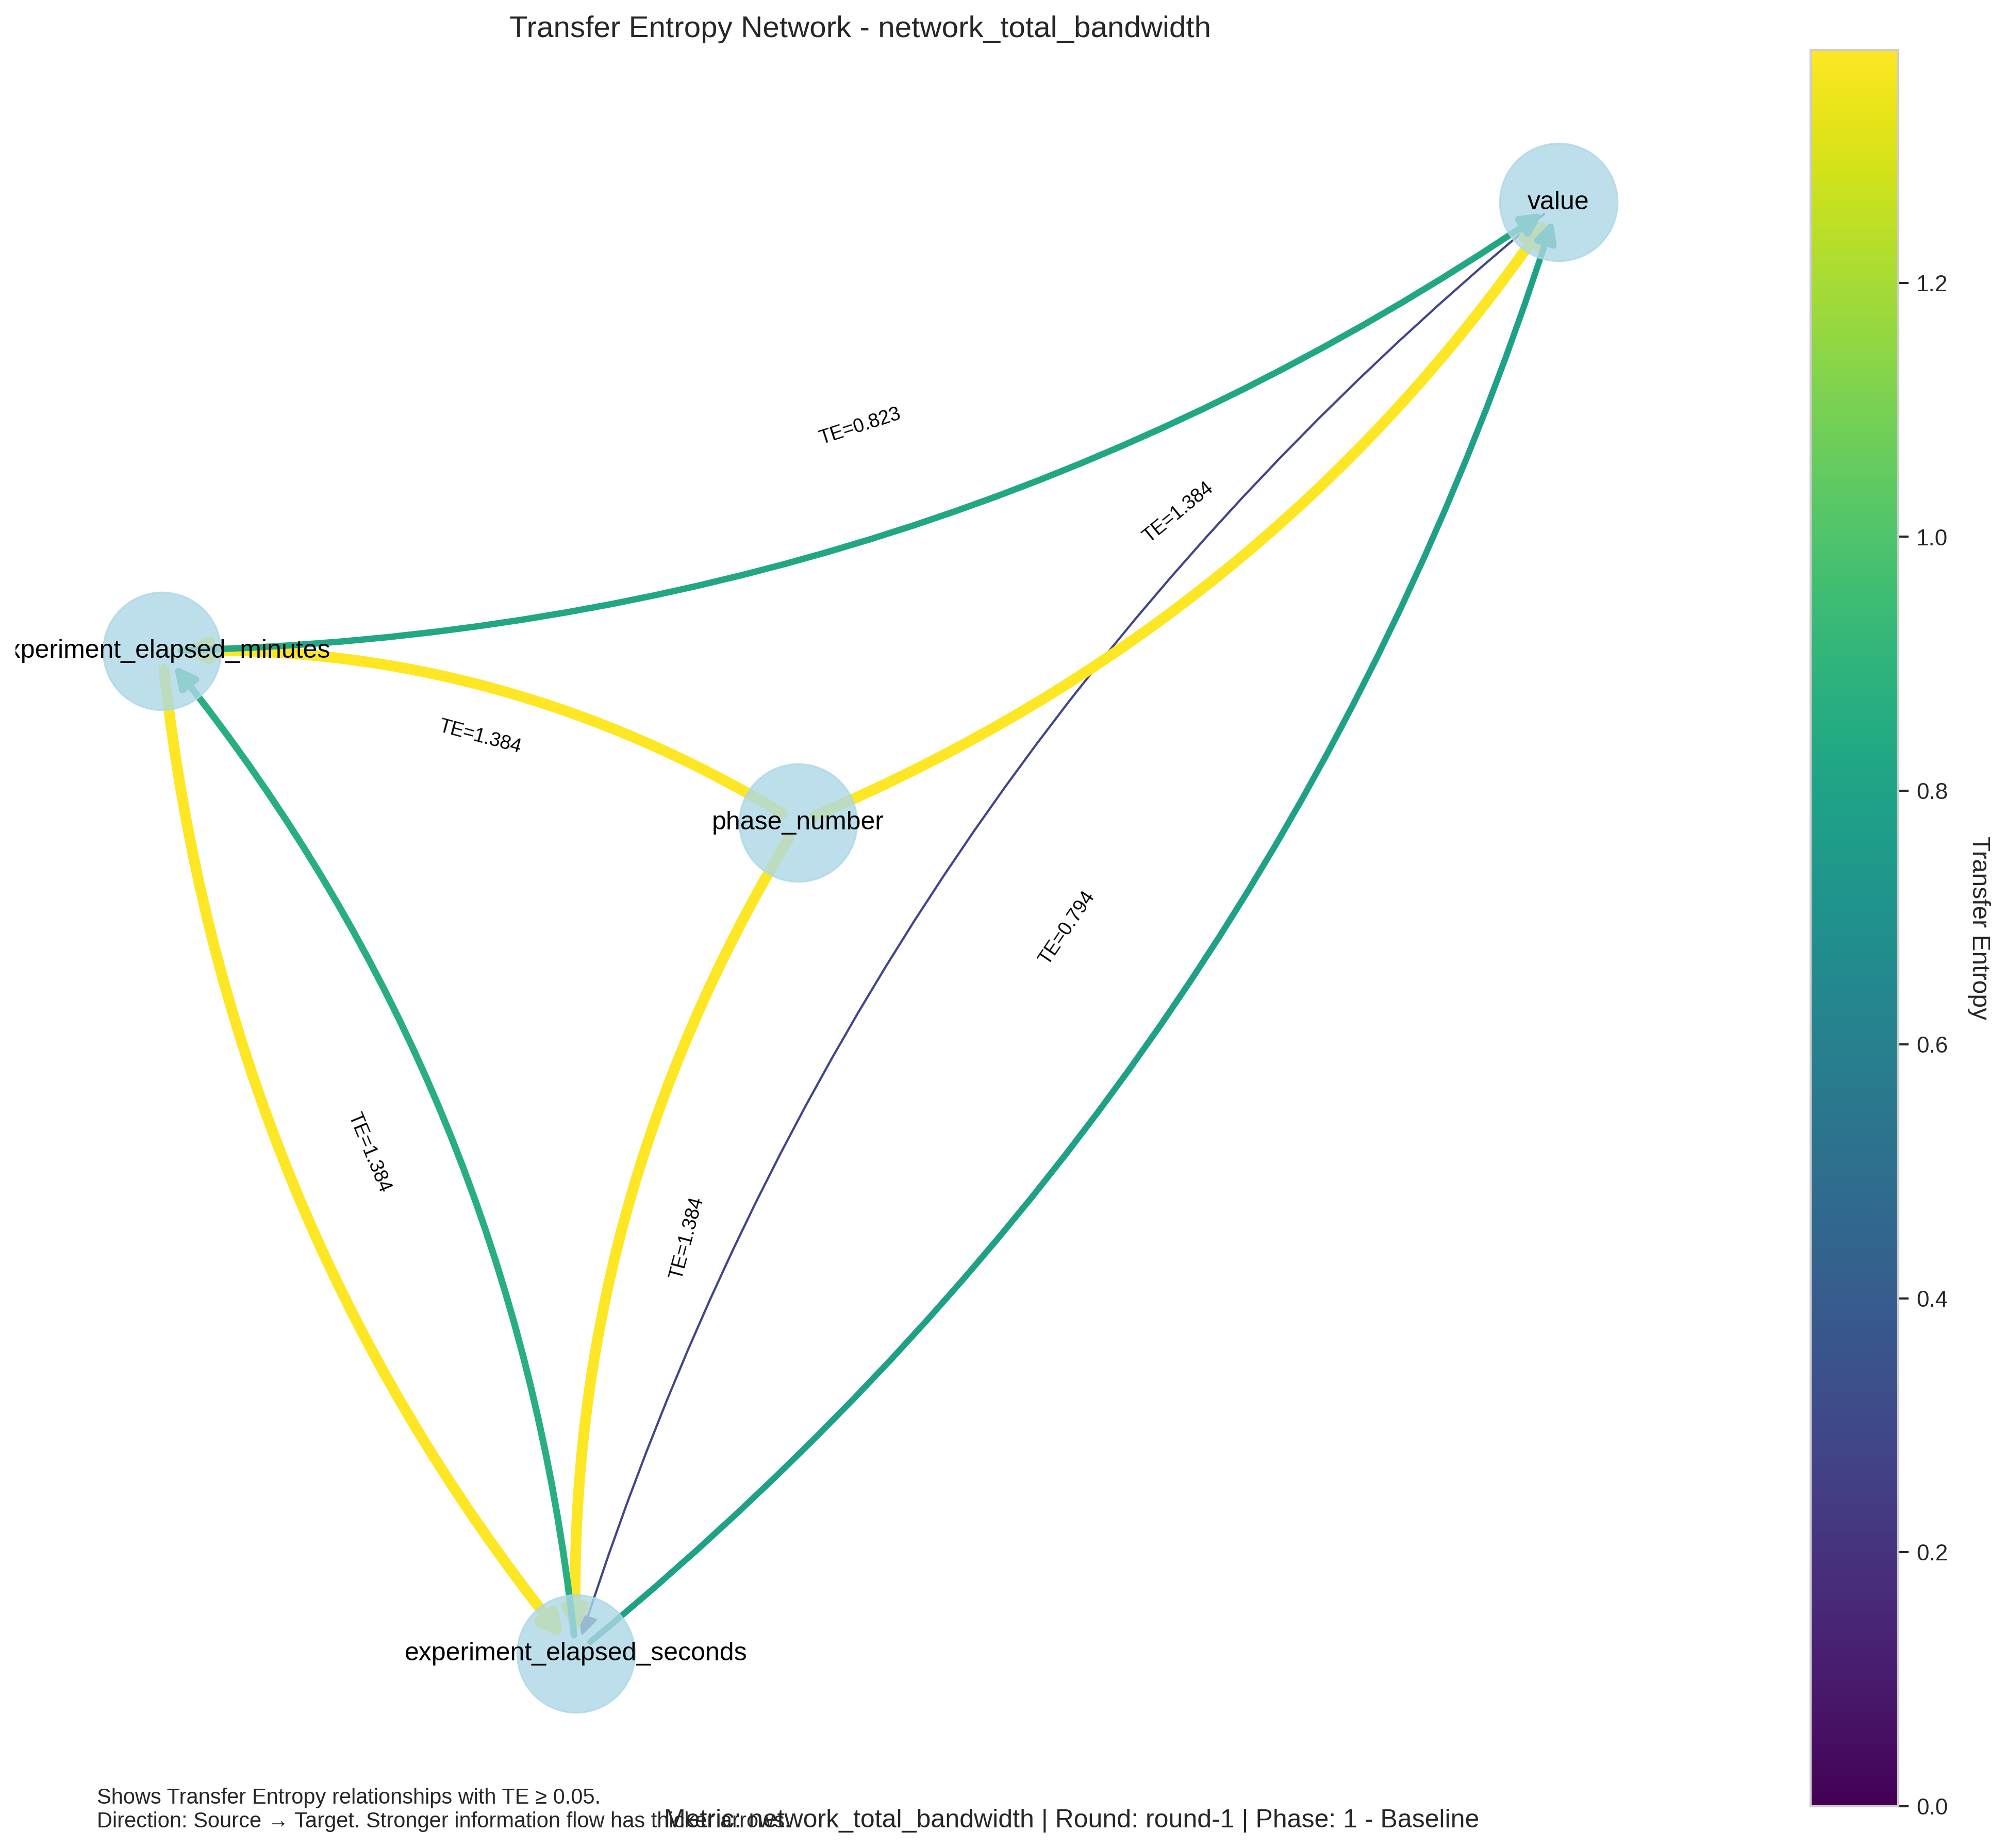 Transfer Entropy Network - network_total_bandwidth
value
1.2
TE=0.823
TE=1.384
1.0
xperiment_elapsed_minutes
TE=1.384
0.8
phase_number
TE=0.794
Transfer Entropy
0.6
TE=1.384
TE=1.384
0.4
0.2
experiment_elapsed_seconds
0.0
Shows Transfer Entropy relationships with TE ≥ 0.05.
Direction: Source → Target. Stronger information flow has thicker arrows.
Metric: network_total_bandwidth | Round: round-1 | Phase: 1 - Baseline